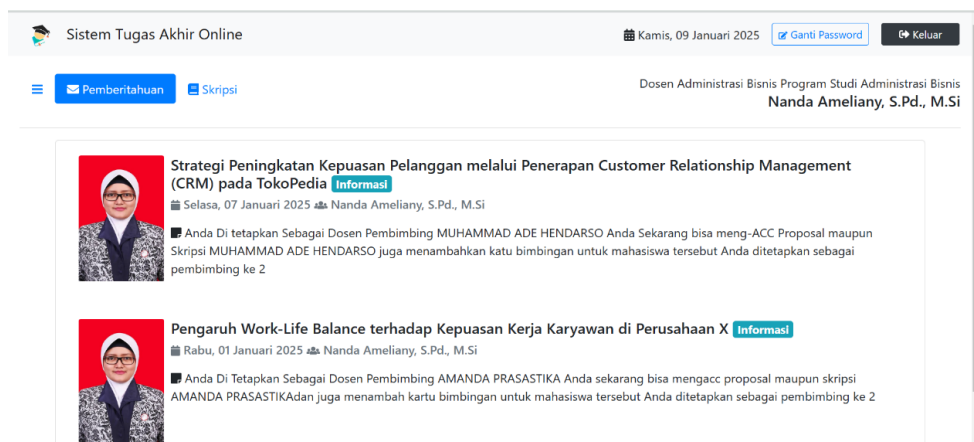 Sistem Tugas Akhir Online
Kamis, 09 Januari 2025
Ganti Password
Keluar
Pemberitahuan
Skripsi
Dosen Administrasi Bisnis Program Studi Administrasi Bisnis
Nanda Ameliany, S.Pd., M.Si
Strategi Peningkatan Kepuasan Pelanggan melalui Penerapan Customer Relationship Management
(CRM) pada TokoPedia Informasi
Selasa, 07 Januari 2025 Nanda Ameliany, S.Pd., M.Si
Anda Di tetapkan Sebagai Dosen Pembimbing MUHAMMAD ADE HENDARSO Anda Sekarang bisa meng-ACC Proposal maupun
Skripsi MUHAMMAD ADE HENDARSO juga menambahkan katu bimbingan untuk mahasiswa tersebut Anda ditetapkan sebagai
pembimbing ke 2
Pengaruh Work-Life Balance terhadap Kepuasan Kerja Karyawan di Perusahaan X Informasi
Rabu, 01 Januari 2025 Nanda Ameliany, S.Pd., M.Si
Anda Di Tetapkan Sebagai Dosen Pembimbing AMANDA PRASASTIKA Anda sekarang bisa mengacc proposal maupun skripsi
AMANDA PRASASTIKAdan juga menambah kartu bimbingan untuk mahasiswa tersebut Anda ditetapkan sebagai pembimbing ke 2